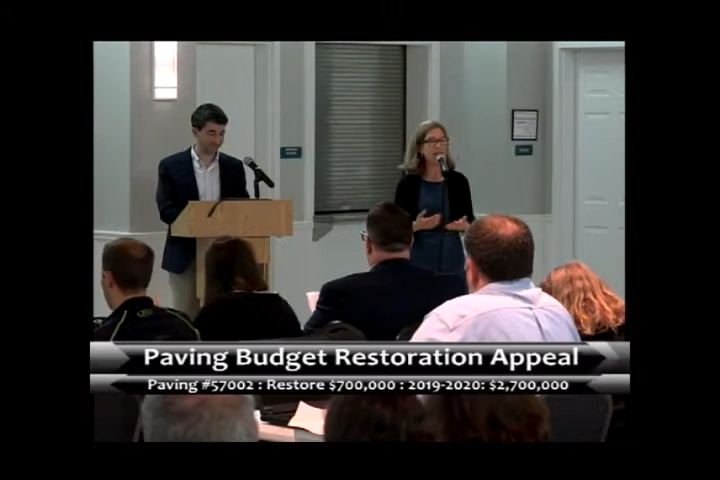 Paving Budget Restoration Appeal
Paving #57002 : Restore $700,000 : 2019-2020: $2,700,000